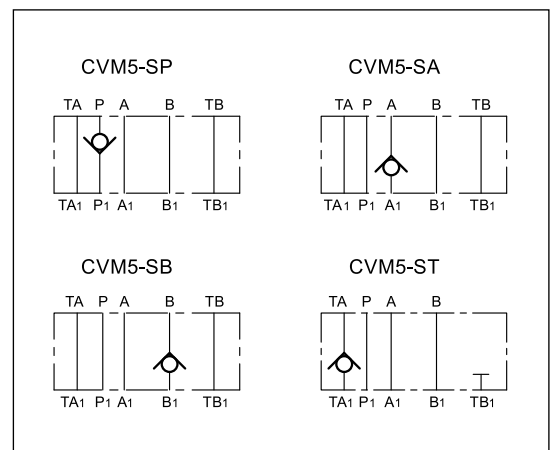 CVM5-SP
TA P A B TB
TA1 P1 A1 B1 TB1
CVM5-SA
TA P A B TB
TA1 P1 A1 B1 TB1
CVM5-SB
TA P A B TB
TA1 P1 A1 B1 TB1
CVM5-ST
TA P A B
TA1 P1 A1 B1 TB1